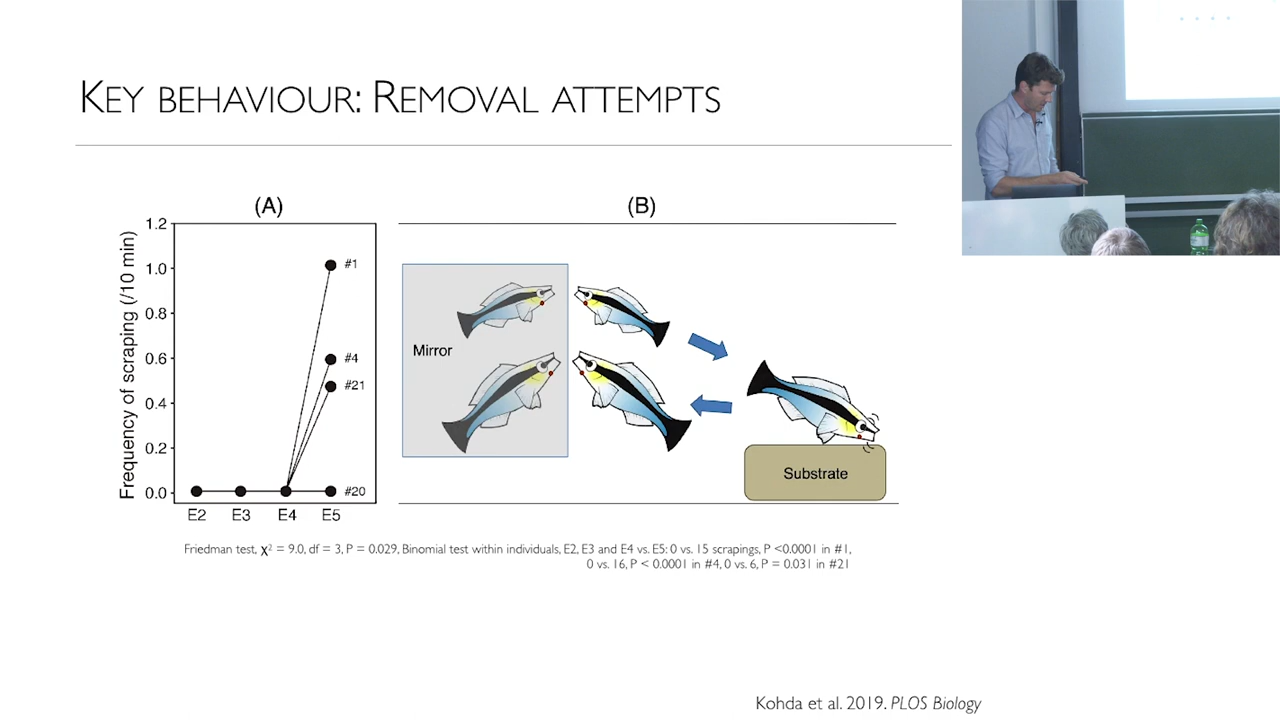 KEY BEHAVIOUR: REMOVAL ATTEMPTS
(A)
(B)
Frequency of scraping (/10 min)
1.2
1.0
0.8
0.6
0.4
0.2
0.0
#1
#4
#21
#20
E2 E3 E4 E5
Mirror
Substrate
Friedman test, χ² = 9.0, df = 3, P = 0.029, Binomial test within individuals, E2, E3 and E4 vs. E5: 0 vs. 15 scrapings, P <0.0001 in #1,
0 vs. 16, P < 0.0001 in #4, 0 vs. 6, P = 0.031 in #21
Kohda et al. 2019. PLOS Biology